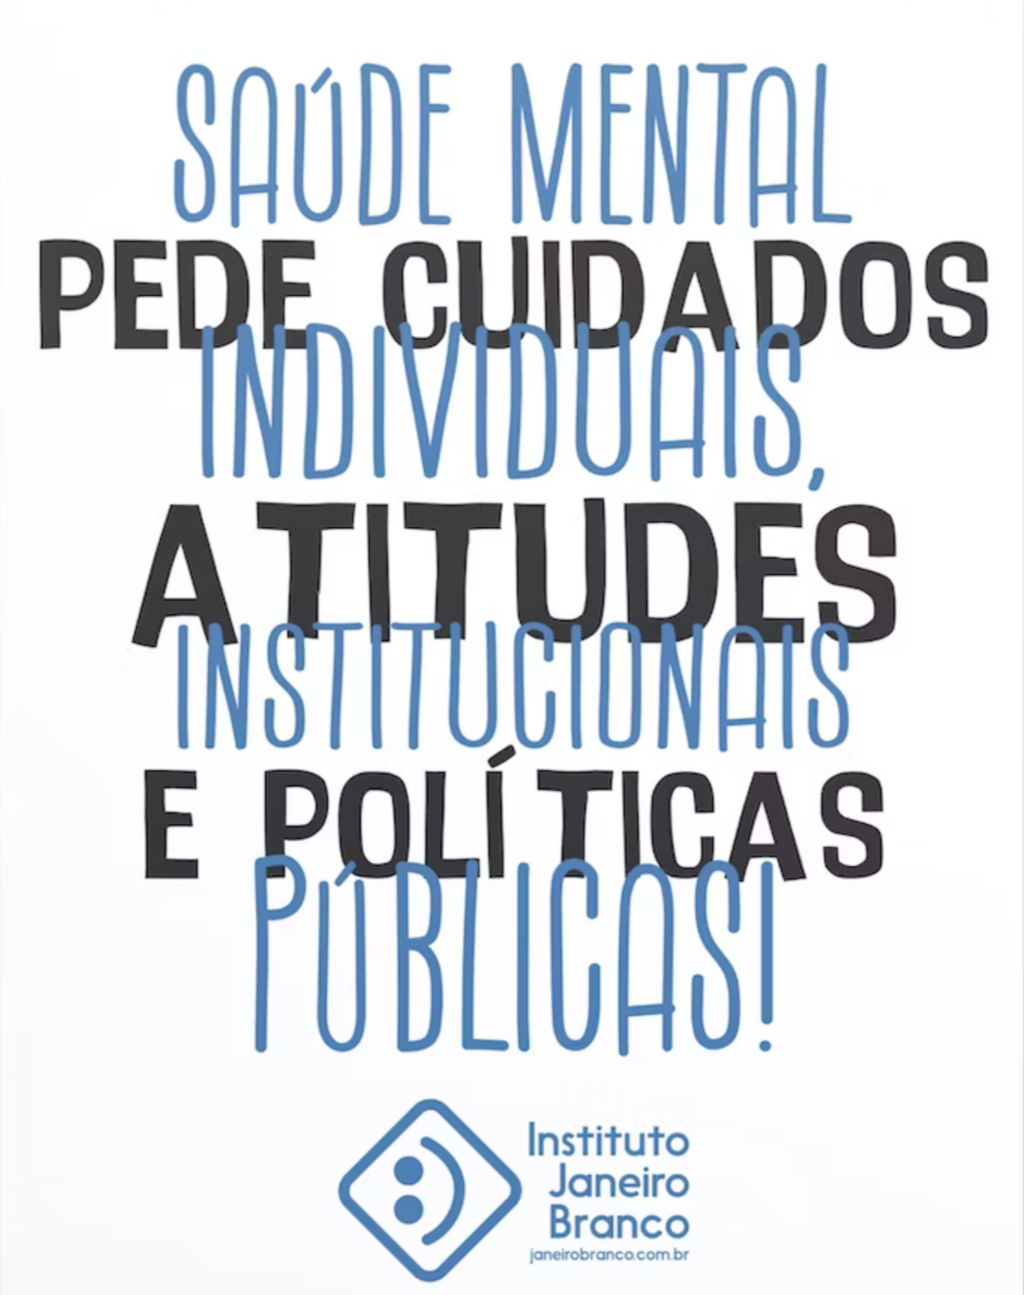 SAÚDE MENTAL
PEDE CUIDADOS
INDIVIDUAIS,
ATITUDES
INSTITUCIONAIS
E POLÍTICAS
PÚBLICAS!
Instituto
Janeiro
Branco
janeirobranco.com.br